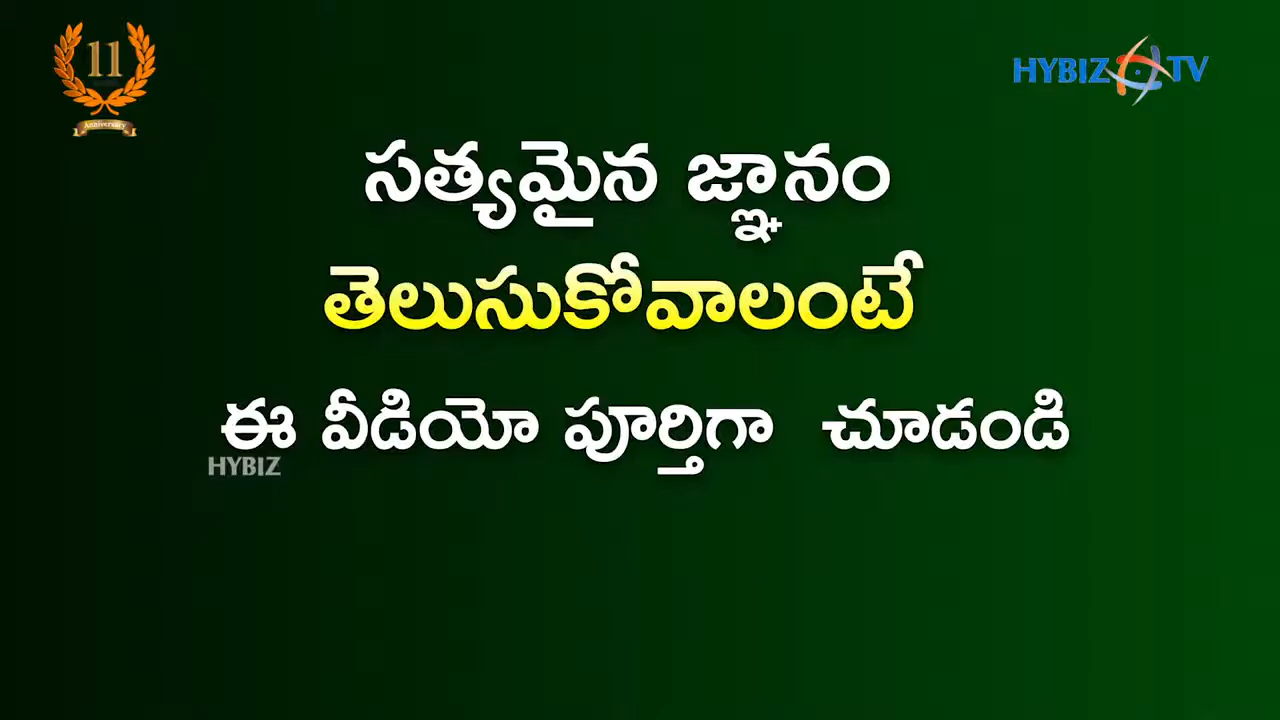 11
Anniversary
HYBIZ TV
సత్యమైన జ్ఞానం
తెలుసుకోవాలంటే
ఈ వీడియో పూర్తిగా చూడండి
HYBIZ